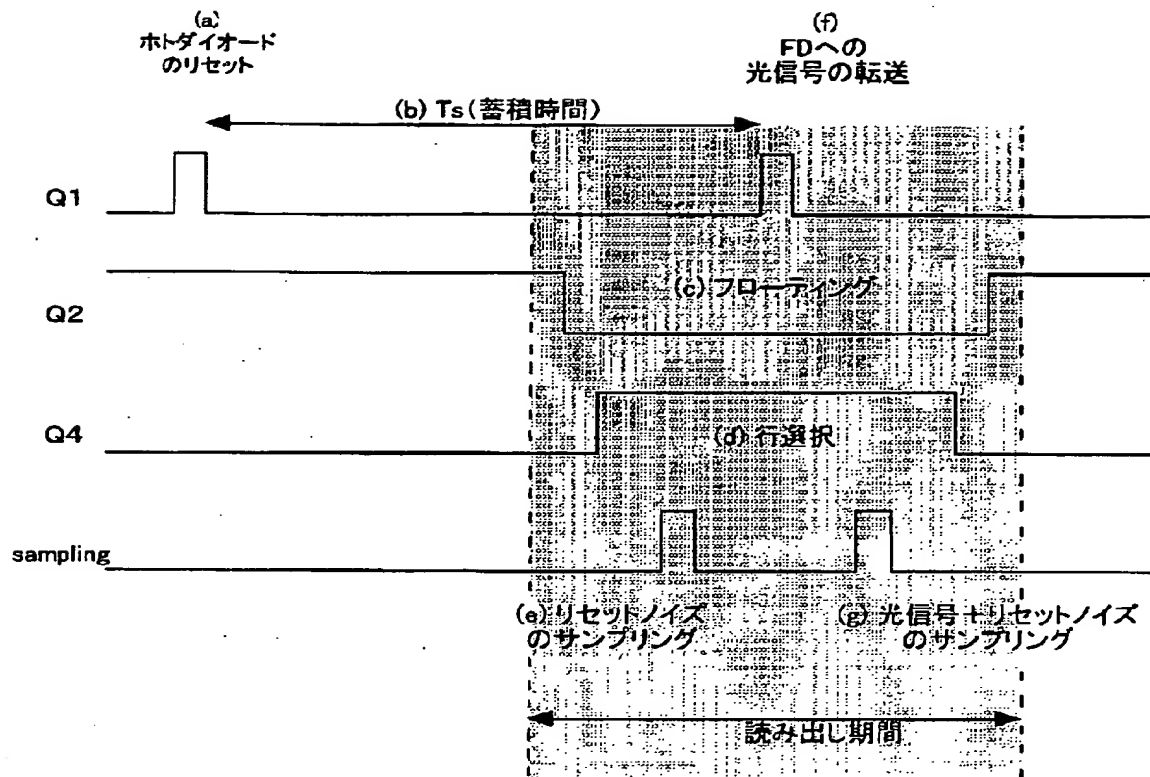 (a)
ホトダイオード
のリセット
(f)
FDへの
光信号の転送
(b) Ts(蓄積時間)
Q1
(c) フローティング
Q2
Q4
(d) 行選択
sampling
(e) リセットノイズ
のサンプリング
(g) 光信号+リセットノイズ
のサンプリング
読み出し期間